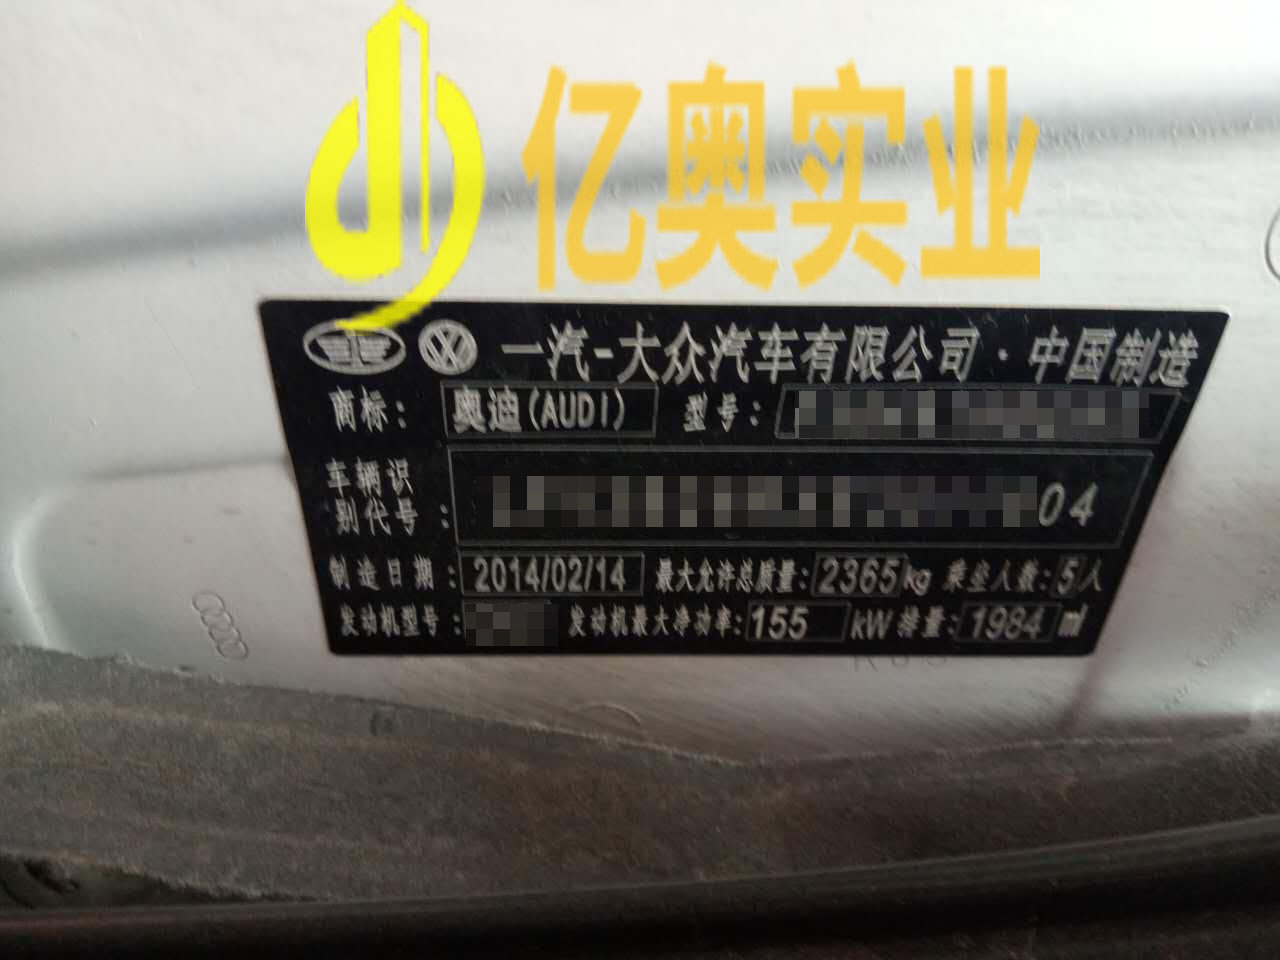 亿奥实业
一汽-大众汽车有限公司·中国制造
商标: 奥迪(AUDI) 型号:
车辆识别代号: 04
制造日期: 2014/02/14 最大允许总质量: 2365kg 乘坐人数: 5人
发动机型号: 发动机最大净功率: 155 kW 排量: 1984 ml